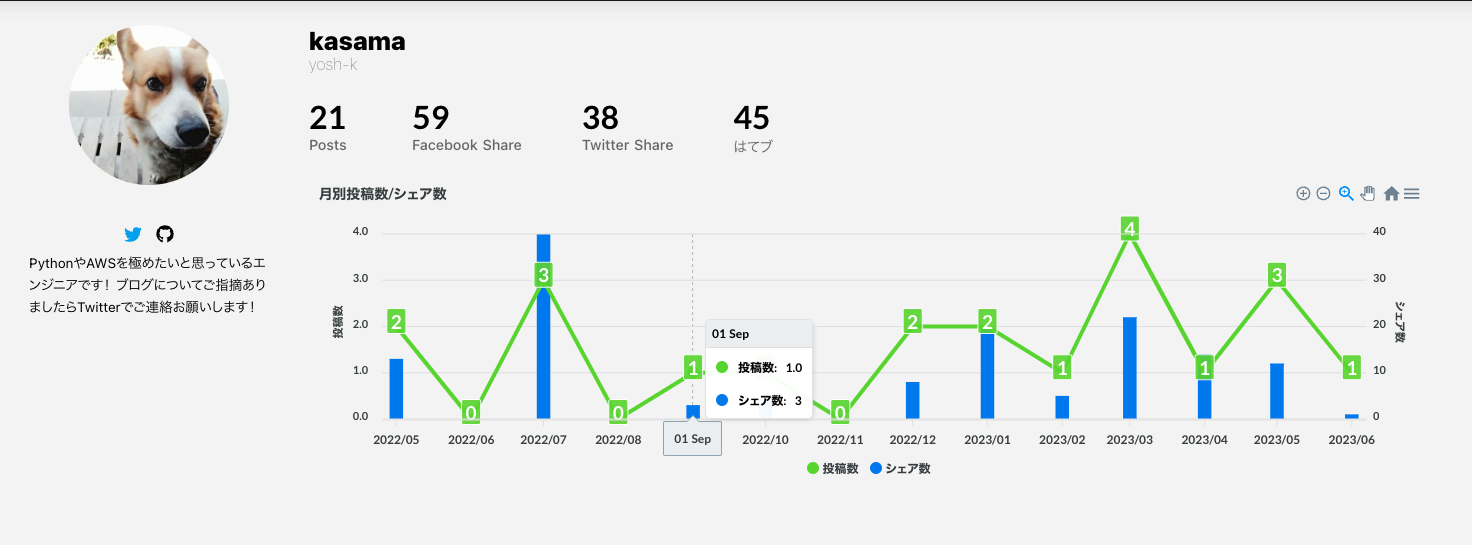 kasama
yosh-k
21 59 38 45
Posts Facebook Share Twitter Share はてブ
PythonやAWSを極めたいと思っているエ
ンジニアです！ブログについてご指摘あり
ましたらTwitterでご連絡お願いします！
月別投稿数/シェア数
4.0
3.0
2.0
1.0
0.0
投稿数
2 0 3 0 1 0 2 2 1 4 1 3 1
01 Sep
投稿数: 1.0
シェア数: 3
40
30
20
10
0
シェア数
2022/05 2022/06 2022/07 2022/08 01 Sep 2022/10 2022/11 2022/12 2023/01 2023/02 2023/03 2023/04 2023/05 2023/06
投稿数 シェア数